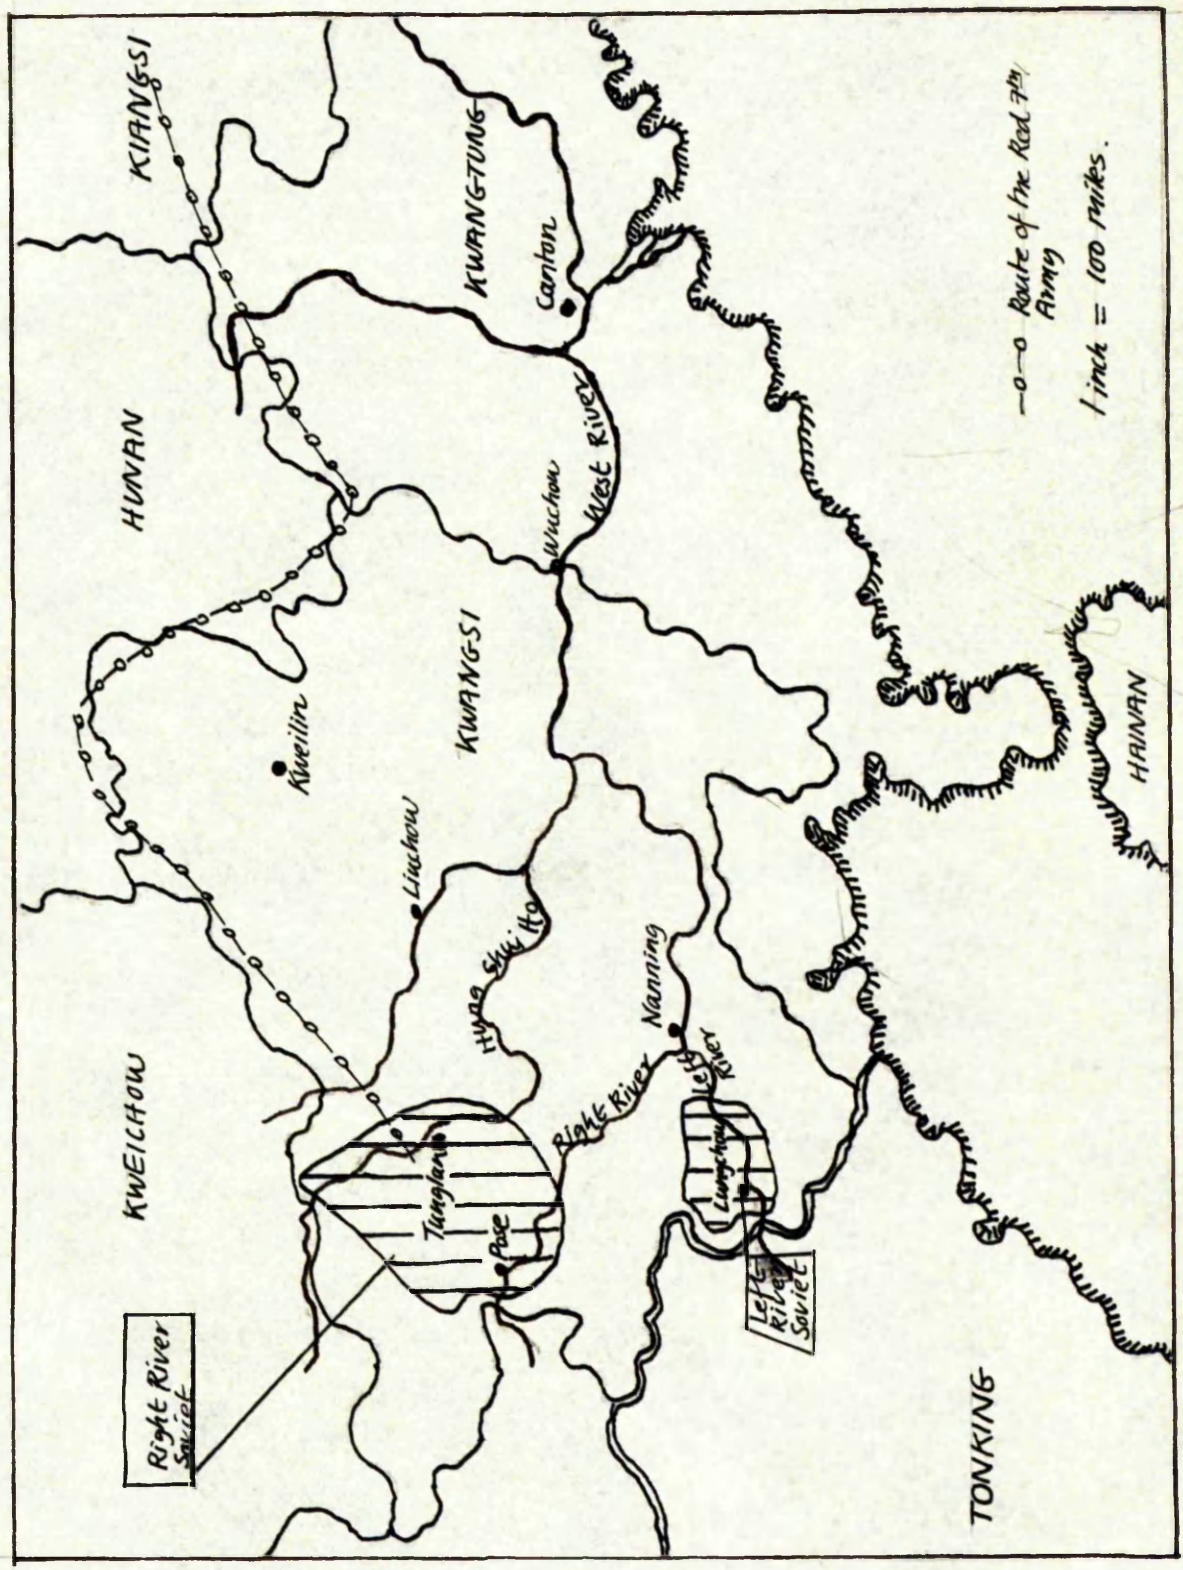 KWEICHOW
HUNAN
KIANGSI
Right River
Soviet
Kweilin
Liuchow
KWANGSI
KWANG-TUNG
Tunglan
Pose
Hung Shui Ho
Wuchow
West River
Canton
Right River
Nanning
Left
River
Lungchow
Left
River
Soviet
TONKING
HAINAN
—o—o Route of the Red 7th
Army
1 inch = 100 miles.